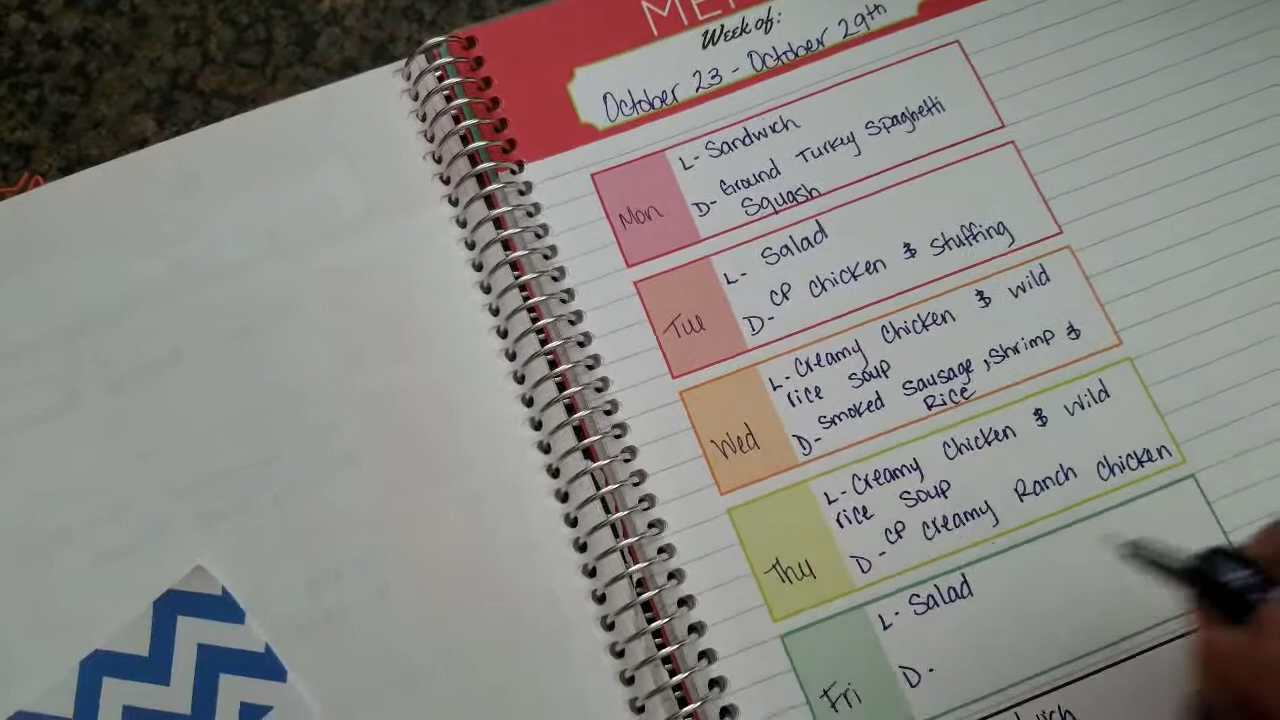 Week of:
October 23 - October 29th
Mon
L- Sandwich
D- Ground Turkey Spaghetti
Squash
Tue
L- Salad
D- CP Chicken & Stuffing
Wed
L- Creamy Chicken & Wild
rice Soup
D- Smoked Sausage, Shrimp &
Rice
Thu
L- Creamy Chicken & Wild
rice Soup
D- CP Creamy Ranch Chicken
Fri
L- Salad
D-